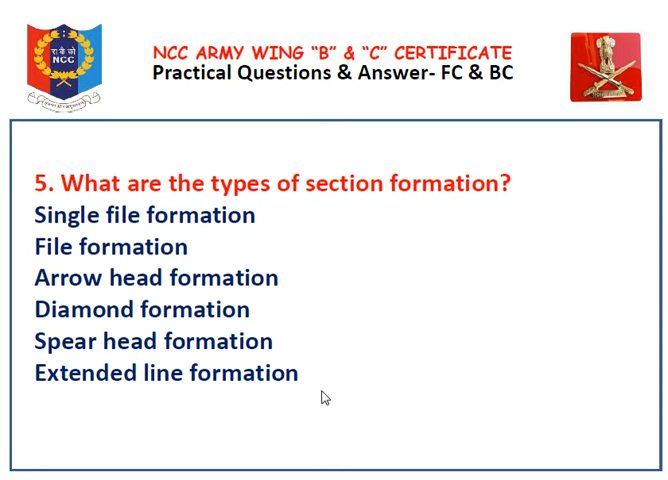 NCC ARMY WING “B” & “C” CERTIFICATE
Practical Questions & Answer- FC & BC
रा कै को
NCC
5. What are the types of section formation?
Single file formation
File formation
Arrow head formation
Diamond formation
Spear head formation
Extended line formation